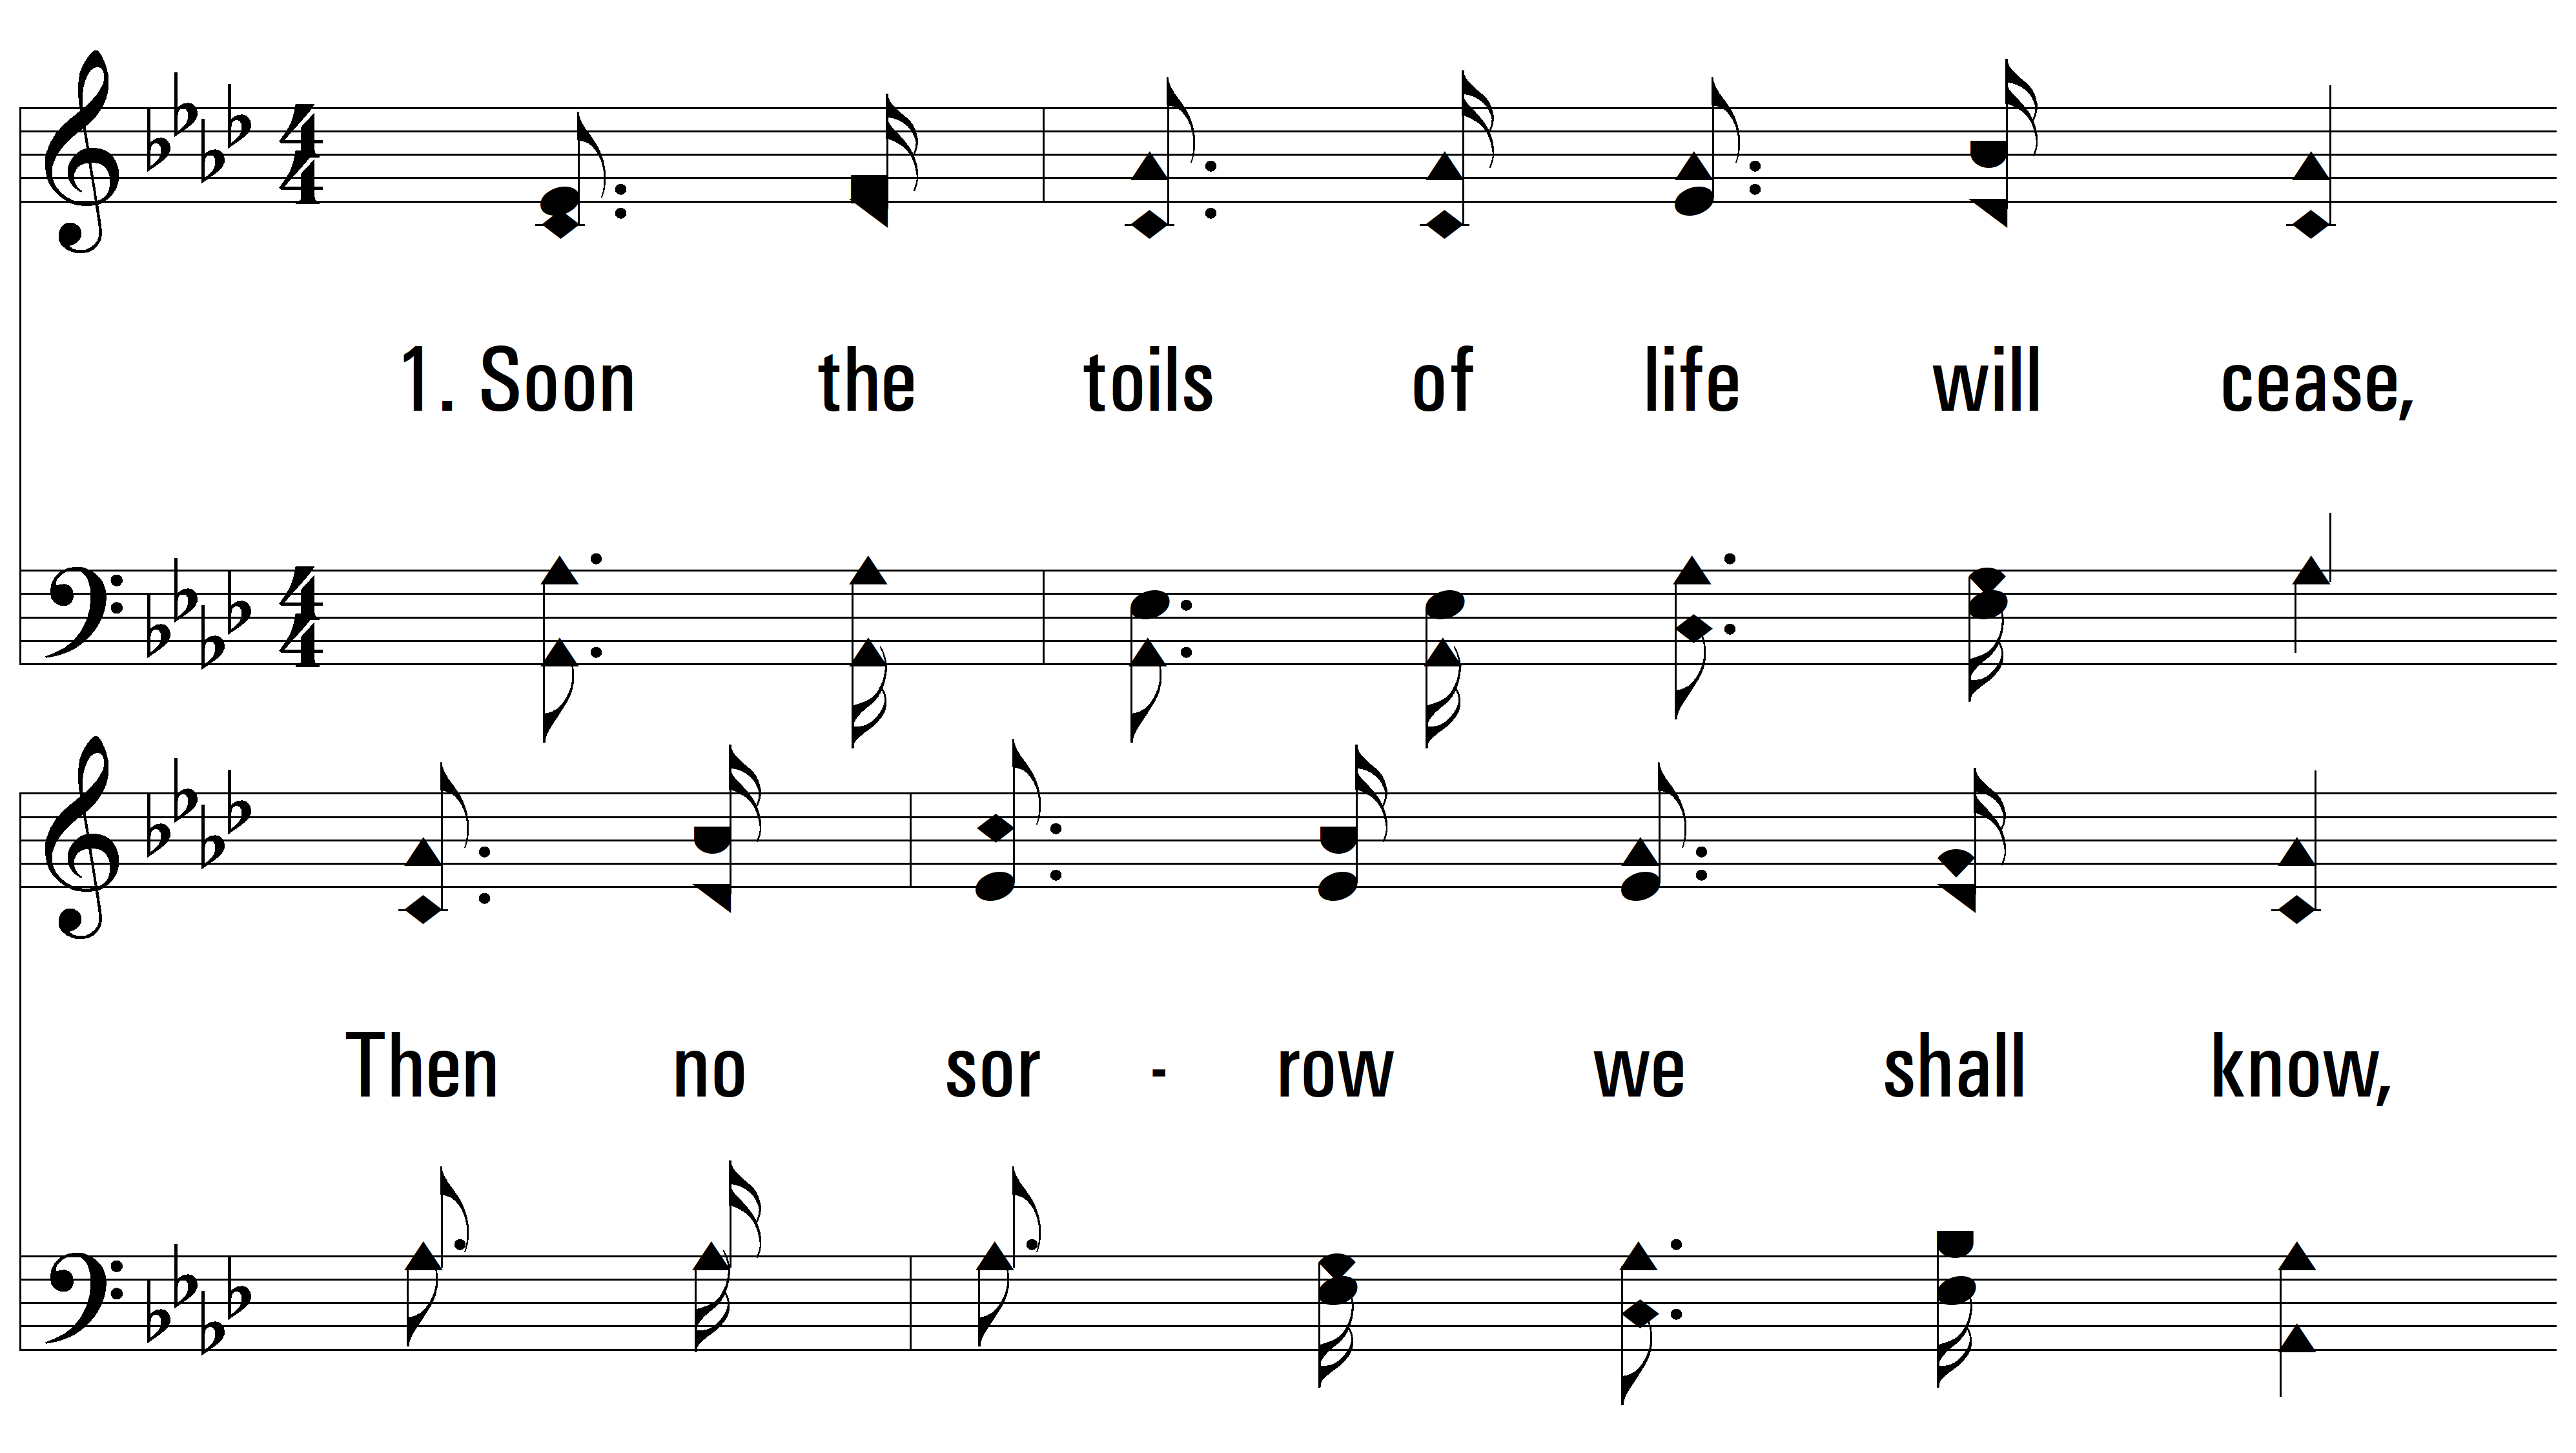 1. Soon the toils of life will cease,
Then no sor - row we shall know,